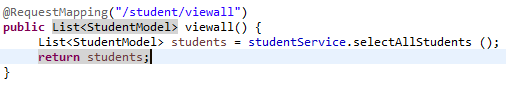 @RequestMapping("/student/viewall")
public List<StudentModel> viewall() {
List<StudentModel> students = studentService.selectAllStudents ();
return students;
}